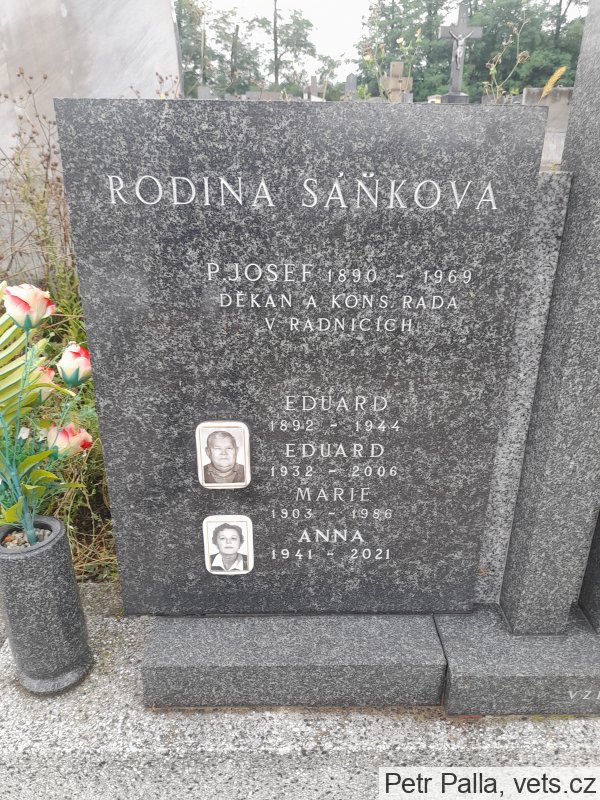 RODINA SÁŇKOVA
P. JOSEF 1890 - 1969
DĚKAN A KONS. RADA
V RADNICÍCH
EDUARD
1892 - 1944
EDUARD
1932 - 2006
MARIE
1903 - 1986
ANNA
1941 - 2021
Petr Palla, vets.cz